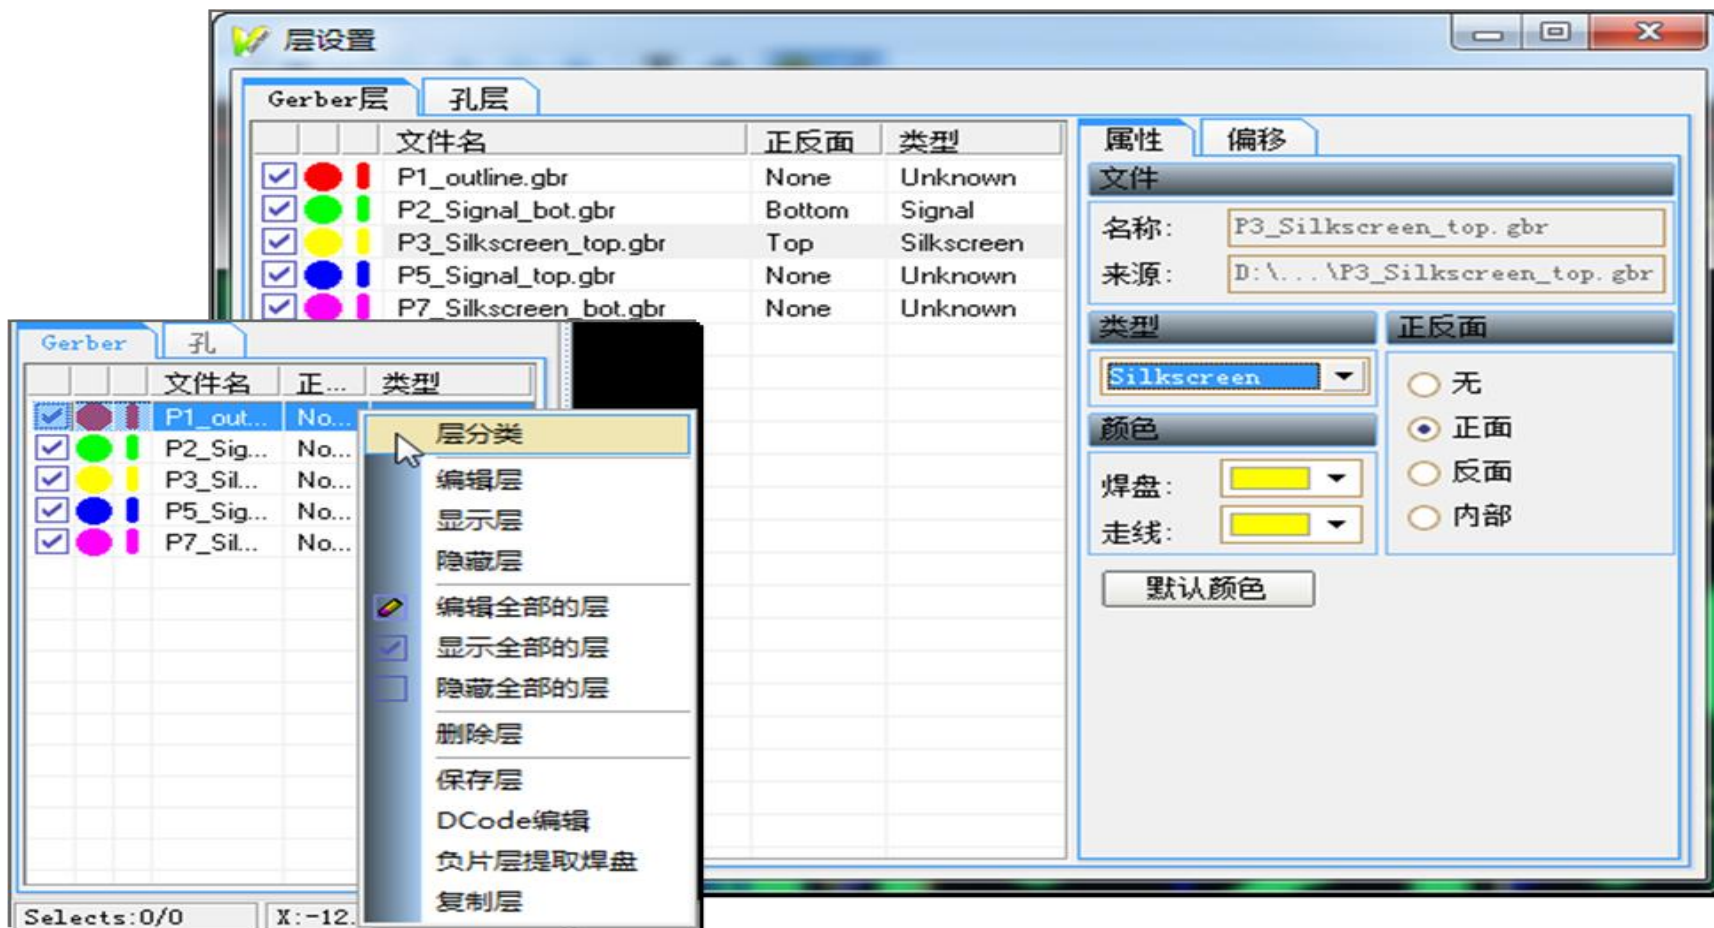 层设置
Gerber层 孔层
文件名 正反面 类型
P1_outline.gbr None Unknown
P2_Signal_bot.gbr Bottom Signal
P3_Silkscreen_top.gbr Top Silkscreen
P5_Signal_top.gbr None Unknown
P7_Silkscreen_bot.gbr None Unknown
属性 偏移
文件
名称: P3_Silkscreen_top.gbr
来源: D:\...\P3_Silkscreen_top.gbr
类型 正反面
Silkscreen
无
正面
反面
内部
颜色
焊盘:
走线:
默认颜色
Gerber 孔
文件名 正... 类型
P1_out... No...
P2_Sig... No...
P3_Sil... No...
P5_Sig... No...
P7_Sil... No...
层分类
编辑层
显示层
隐藏层
编辑全部的层
显示全部的层
隐藏全部的层
删除层
保存层
DCode编辑
负片层提取焊盘
复制层
Selects:0/0 X:-12.